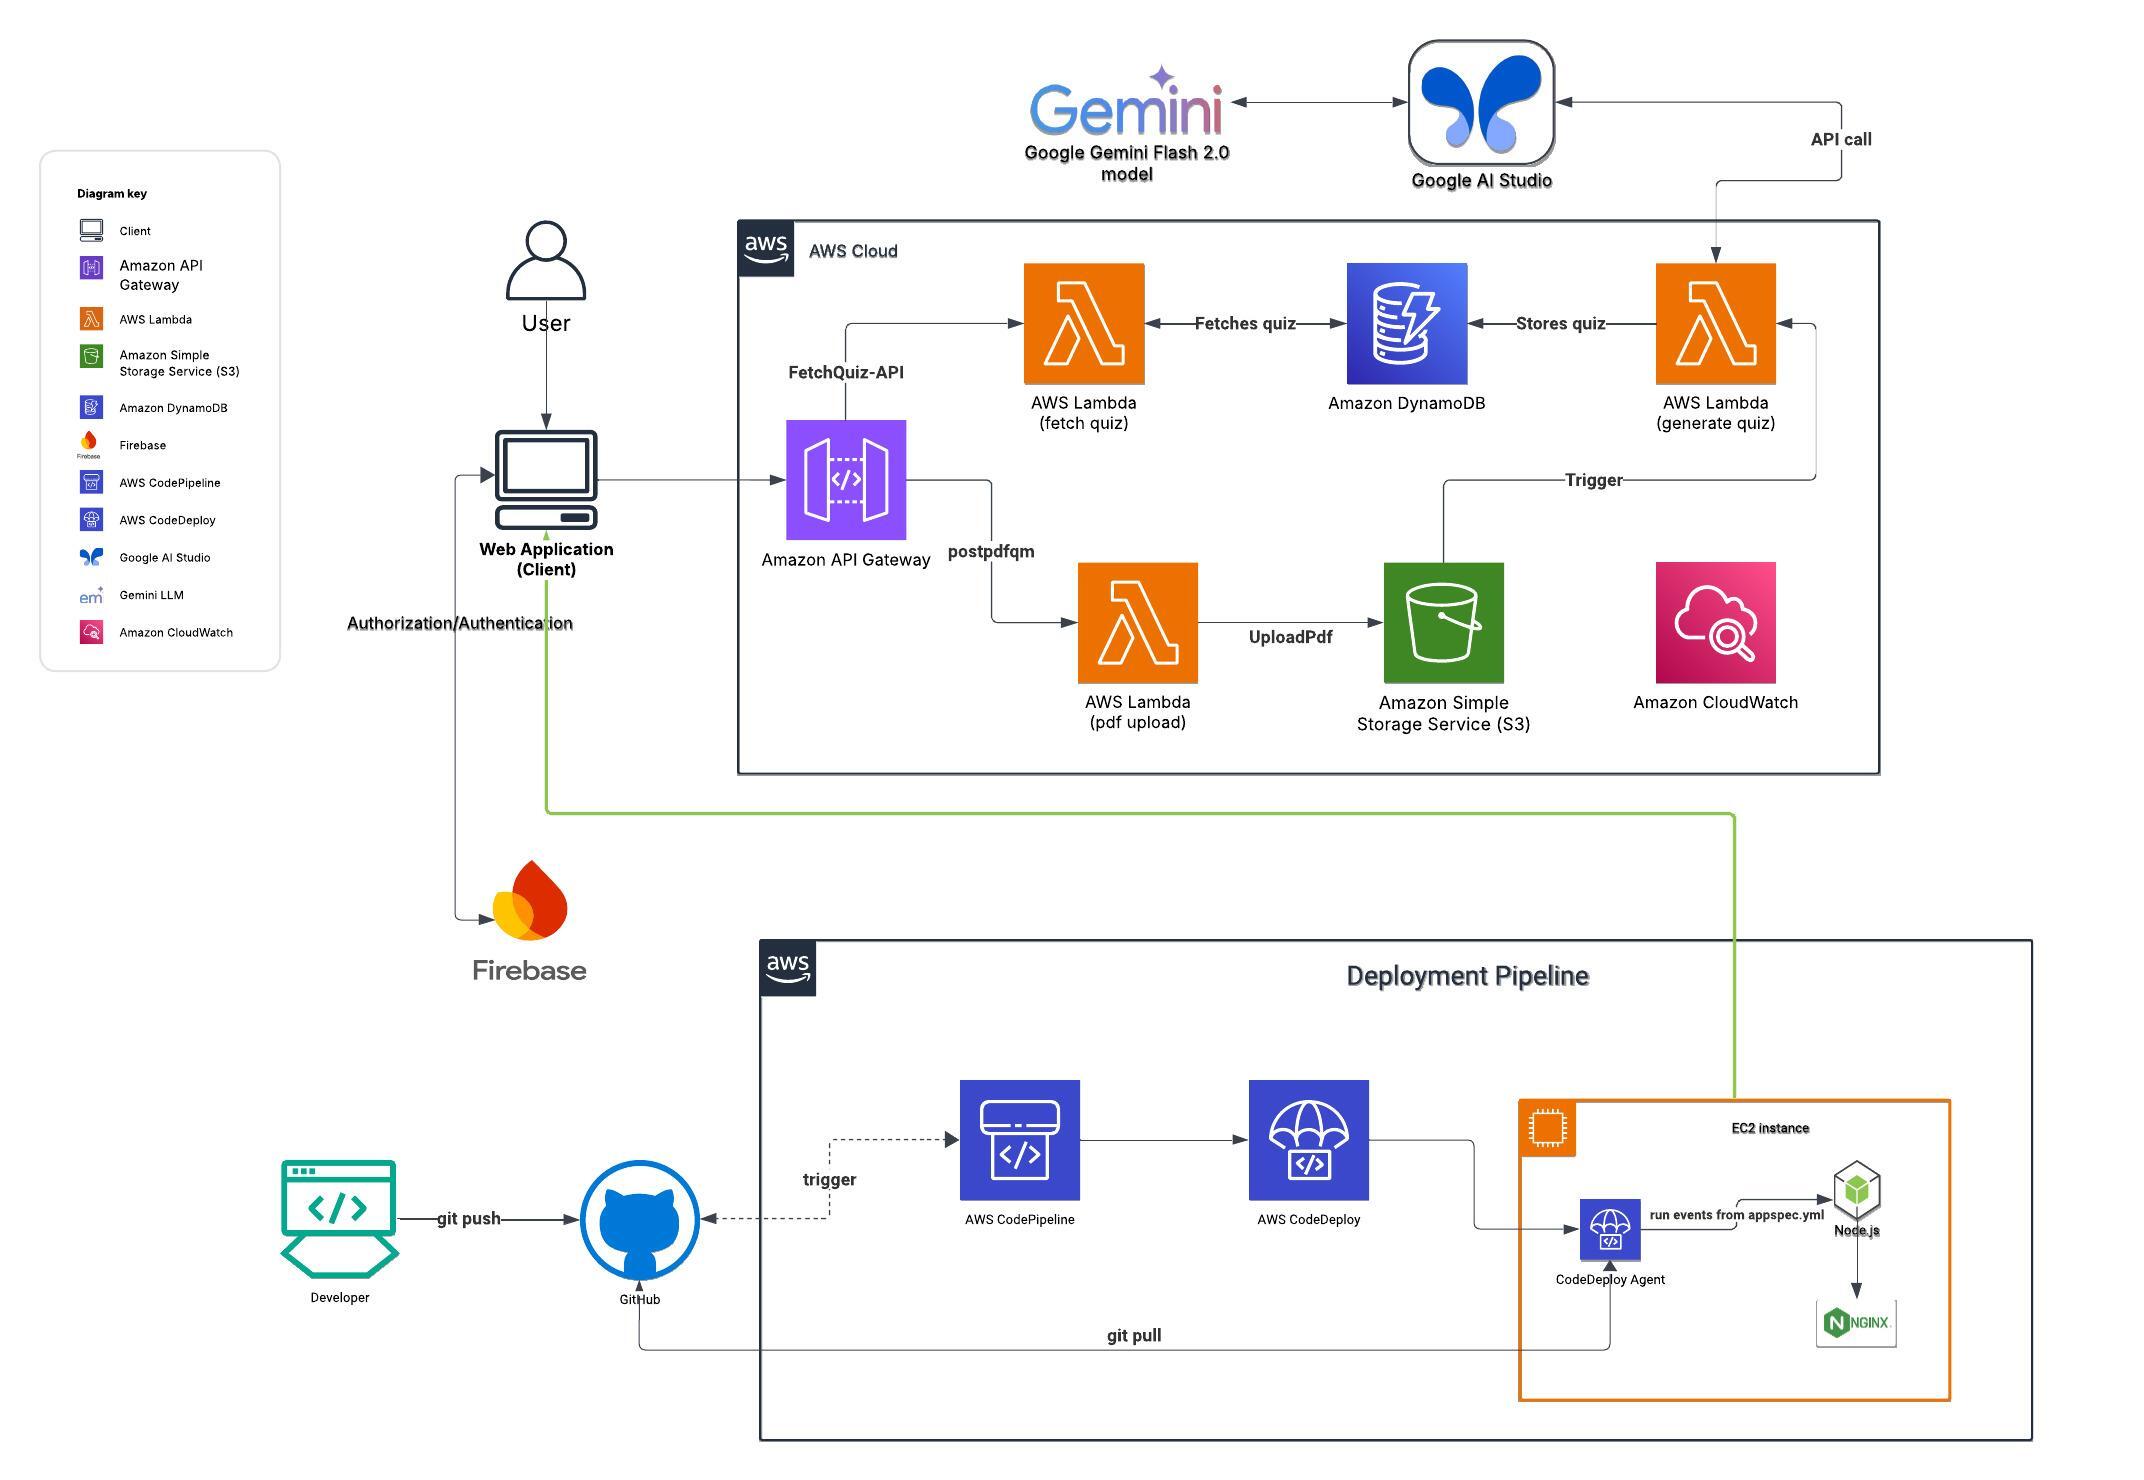 Gemini
Google Gemini Flash 2.0
model
Google AI Studio
API call
Diagram key
Client
Amazon API
Gateway
AWS Lambda
Amazon Simple
Storage Service (S3)
Amazon DynamoDB
Firebase
Firebase
AWS CodePipeline
AWS CodeDeploy
Google AI Studio
em
Gemini LLM
Amazon CloudWatch
User
Web Application
(Client)
Authorization/Authentication
Firebase
aws
AWS Cloud
FetchQuiz-API
Amazon API Gateway
postpdfqm
AWS Lambda
(fetch quiz)
Fetches quiz
Amazon DynamoDB
Stores quiz
AWS Lambda
(generate quiz)
Trigger
AWS Lambda
(pdf upload)
UploadPdf
Amazon Simple
Storage Service (S3)
Amazon CloudWatch
aws
Deployment Pipeline
Developer
git push
GitHub
trigger
AWS CodePipeline
AWS CodeDeploy
EC2 instance
CodeDeploy Agent
run events from appspec.yml
Node.js
N NGINX.
git pull